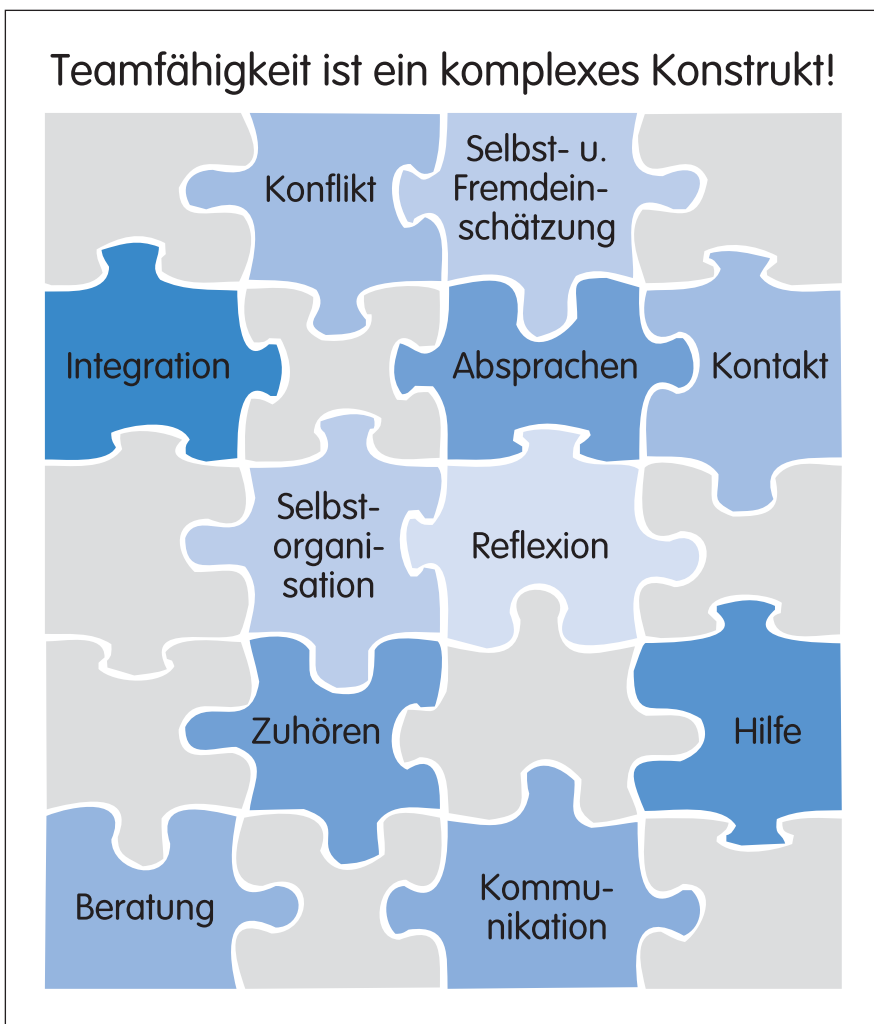 Teamfähigkeit ist ein komplexes Konstrukt!
Konflikt
Selbst- u.
Fremdein-
schätzung
Integration
Absprachen
Kontakt
Selbst-
organi-
sation
Reflexion
Zuhören
Hilfe
Beratung
Kommu-
nikation